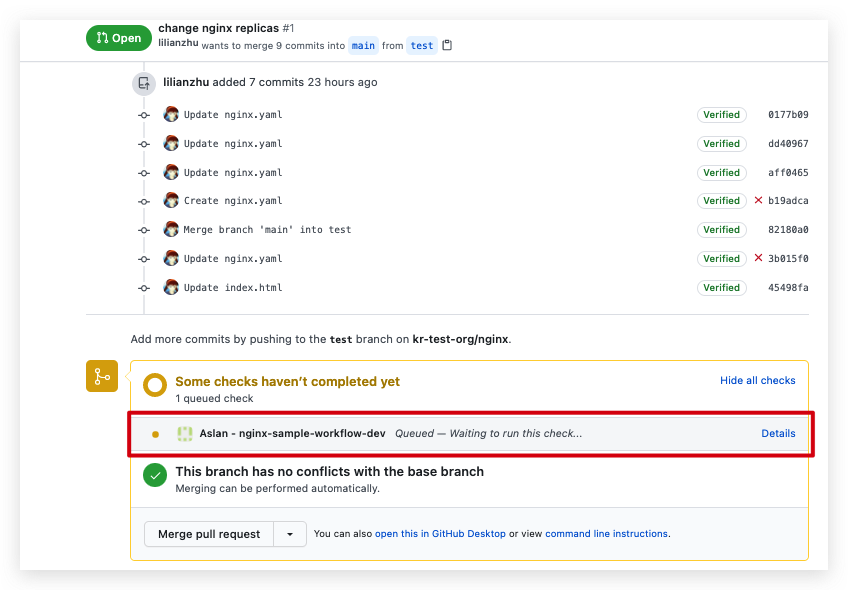 Open
change nginx replicas #1
lilianzhu wants to merge 9 commits into main from test
lilianzhu added 7 commits 23 hours ago
Update nginx.yaml Verified 0177b09
Update nginx.yaml Verified dd40967
Update nginx.yaml Verified aff0465
Create nginx.yaml Verified b19adca
Merge branch 'main' into test Verified 82180a0
Update nginx.yaml Verified 3b015f0
Update index.html Verified 45498fa
Add more commits by pushing to the test branch on kr-test-org/nginx.
Some checks haven’t completed yet Hide all checks
1 queued check
Aslan - nginx-sample-workflow-dev Queued — Waiting to run this check... Details
This branch has no conflicts with the base branch
Merging can be performed automatically.
Merge pull request You can also open this in GitHub Desktop or view command line instructions.